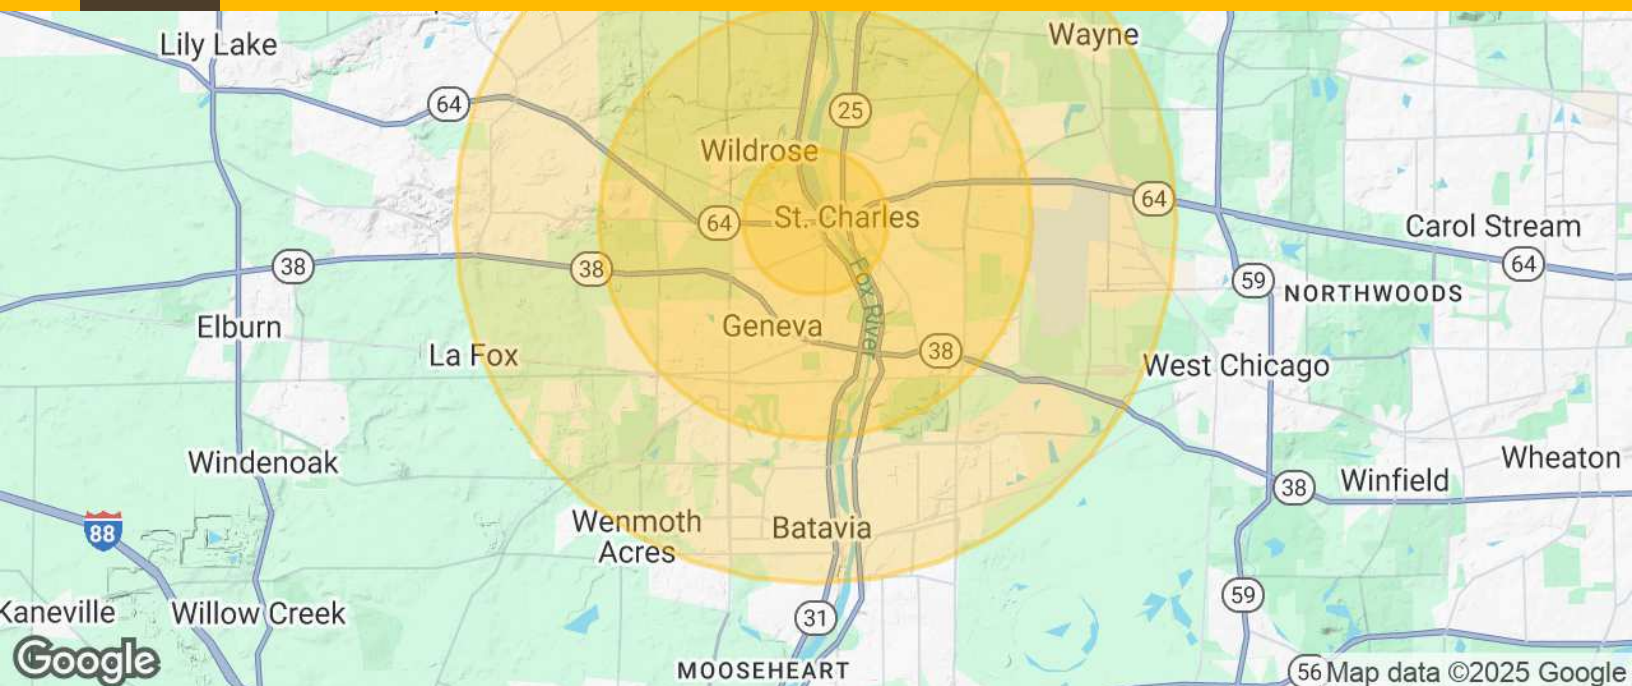 Lily Lake
Wayne
64
25
Wildrose
64
64
St. Charles
Carol Stream
64
38
38
59
NORTHWOODS
Fox River
Elburn
Geneva
La Fox
38
West Chicago
Windenoak
Wheaton
Winfield
38
88
Wenmoth
Acres
Batavia
59
Kaneville
Willow Creek
31
Google
MOOSEHEART
56
Map data ©2025 Google